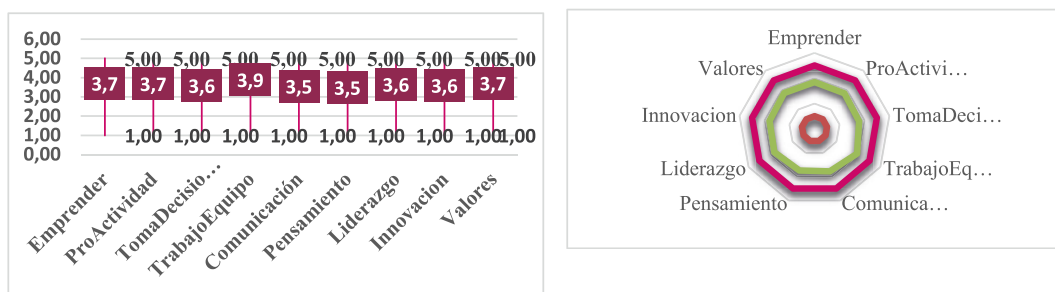 6,00
5,00
4,00
3,00
2,00
1,00
0,00
5,00 5,00 5,00 5,00 5,00 5,00 5,00 5,00 5,00
3,7 3,7 3,6 3,9 3,5 3,5 3,6 3,6 3,7
1,00 1,00 1,00 1,00 1,00 1,00 1,00 1,00 1,00
Emprender
ProActividad
TomaDecisio…
TrabajoEquipo
Comunicación
Pensamiento
Liderazgo
Innovacion
Valores
Emprender
Valores
ProActivi…
Innovacion
TomaDeci…
Liderazgo
TrabajoEq…
Pensamiento
Comunica…